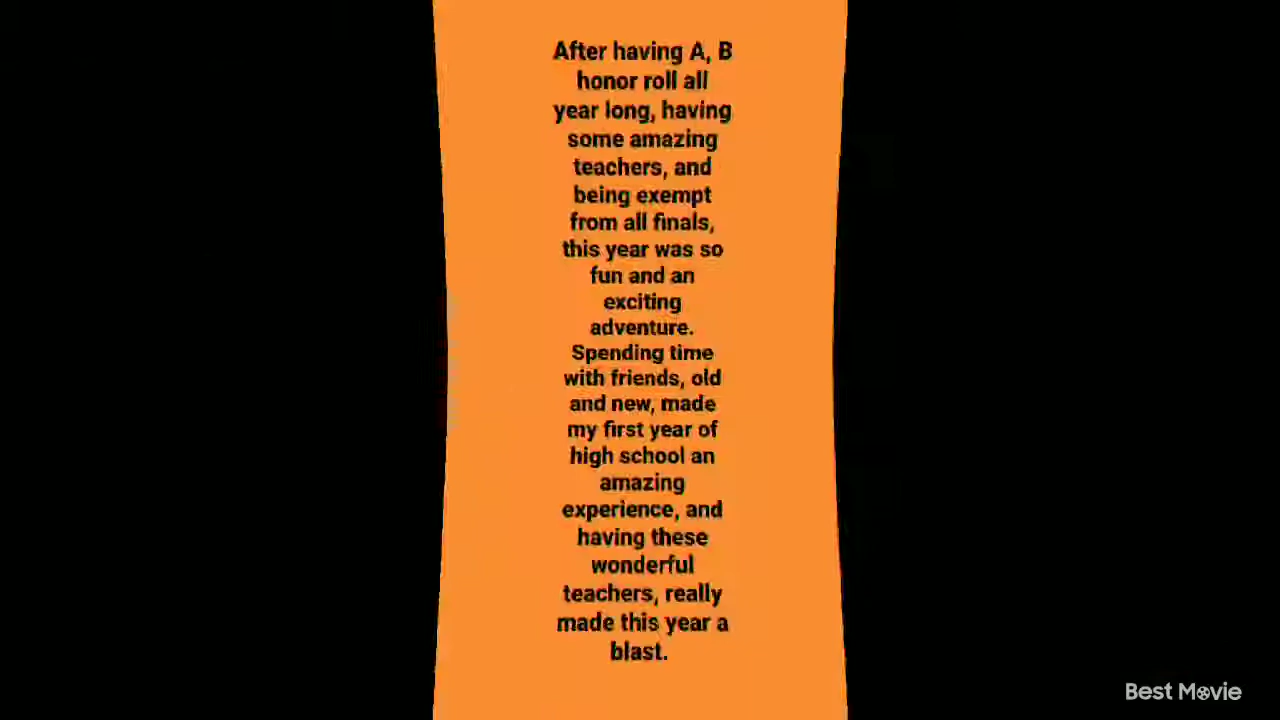 After having A, B
honor roll all
year long, having
some amazing
teachers, and
being exempt
from all finals,
this year was so
fun and an
exciting
adventure.
Spending time
with friends, old
and new, made
my first year of
high school an
amazing
experience, and
having these
wonderful
teachers, really
made this year a
blast.
Best Movie